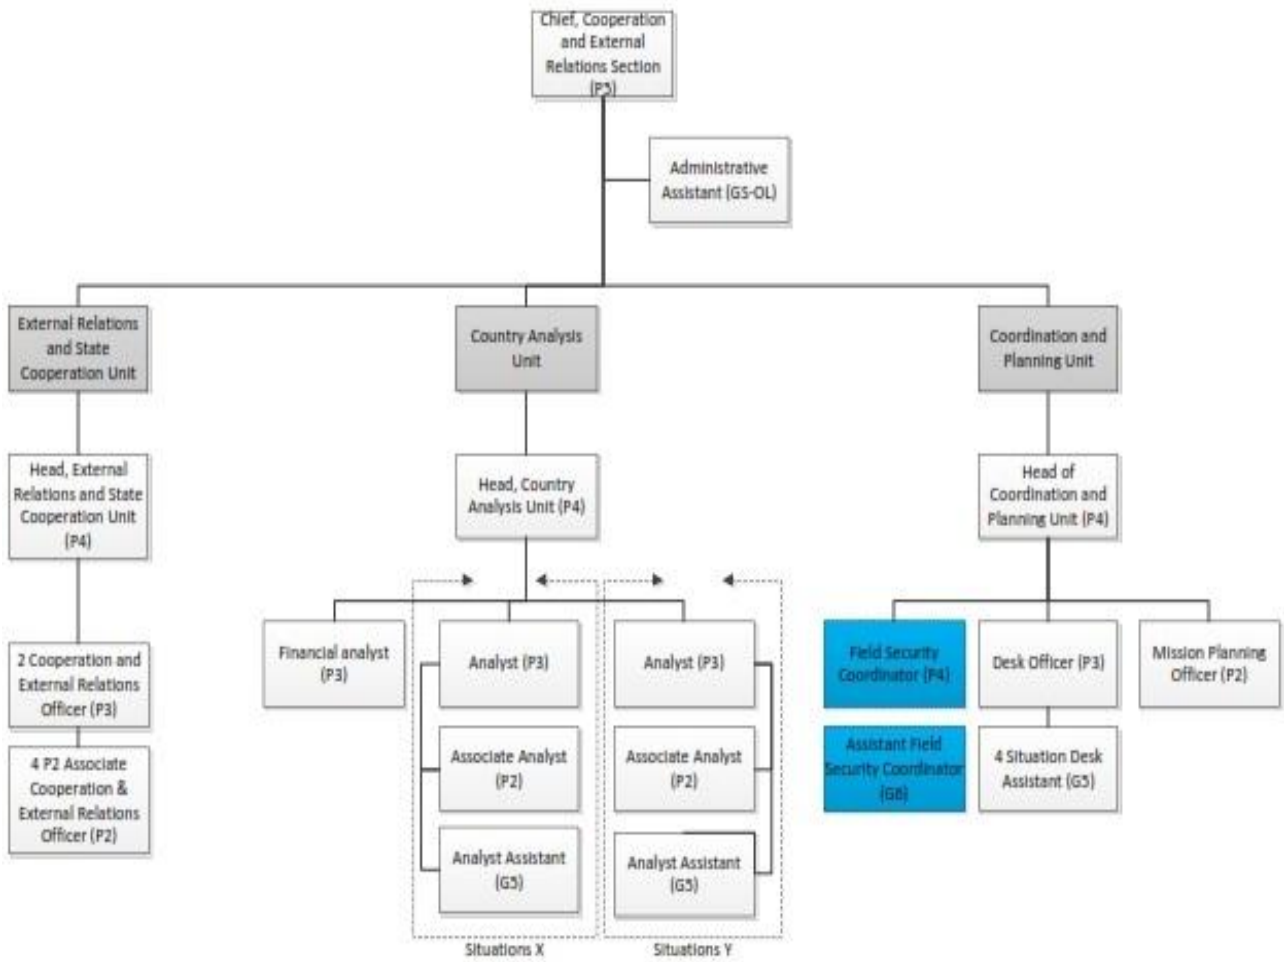 Chief, Cooperation
and External
Relations Section
(P5)
Administrative
Assistant (GS-OL)
External Relations
and State
Cooperation Unit
Country Analysis
Unit
Coordination and
Planning Unit
Head, External
Relations and State
Cooperation Unit
(P4)
Head, Country
Analysis Unit (P4)
Head of
Coordination and
Planning Unit (P4)
2 Cooperation and
External Relations
Officer (P3)
4 P2 Associate
Cooperation &
External Relations
Officer (P2)
Financial analyst
(P3)
Analyst (P3)
Associate Analyst
(P2)
Analyst Assistant
(G5)
Situations X
Analyst (P3)
Associate Analyst
(P2)
Analyst Assistant
(G5)
Situations Y
Field Security
Coordinator (P4)
Assistant Field
Security Coordinator
(G6)
Desk Officer (P3)
4 Situation Desk
Assistant (G5)
Mission Planning
Officer (P2)